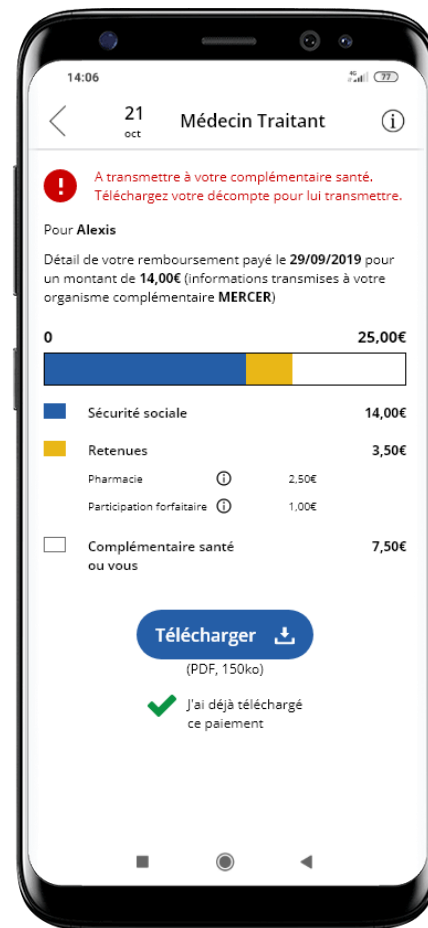 14:06
4G
77
21
oct
Médecin Traitant
A transmettre à votre complémentaire santé.
Téléchargez votre décompte pour lui transmettre.
Pour Alexis
Détail de votre remboursement payé le 29/09/2019 pour
un montant de 14,00€ (informations transmises à votre
organisme complémentaire MERCER)
0
25,00€
Sécurité sociale
14,00€
Retenues
3,50€
Pharmacie
2,50€
Participation forfaitaire
1,00€
Complémentaire santé
ou vous
7,50€
Télécharger
(PDF, 150ko)
J'ai déjà téléchargé
ce paiement